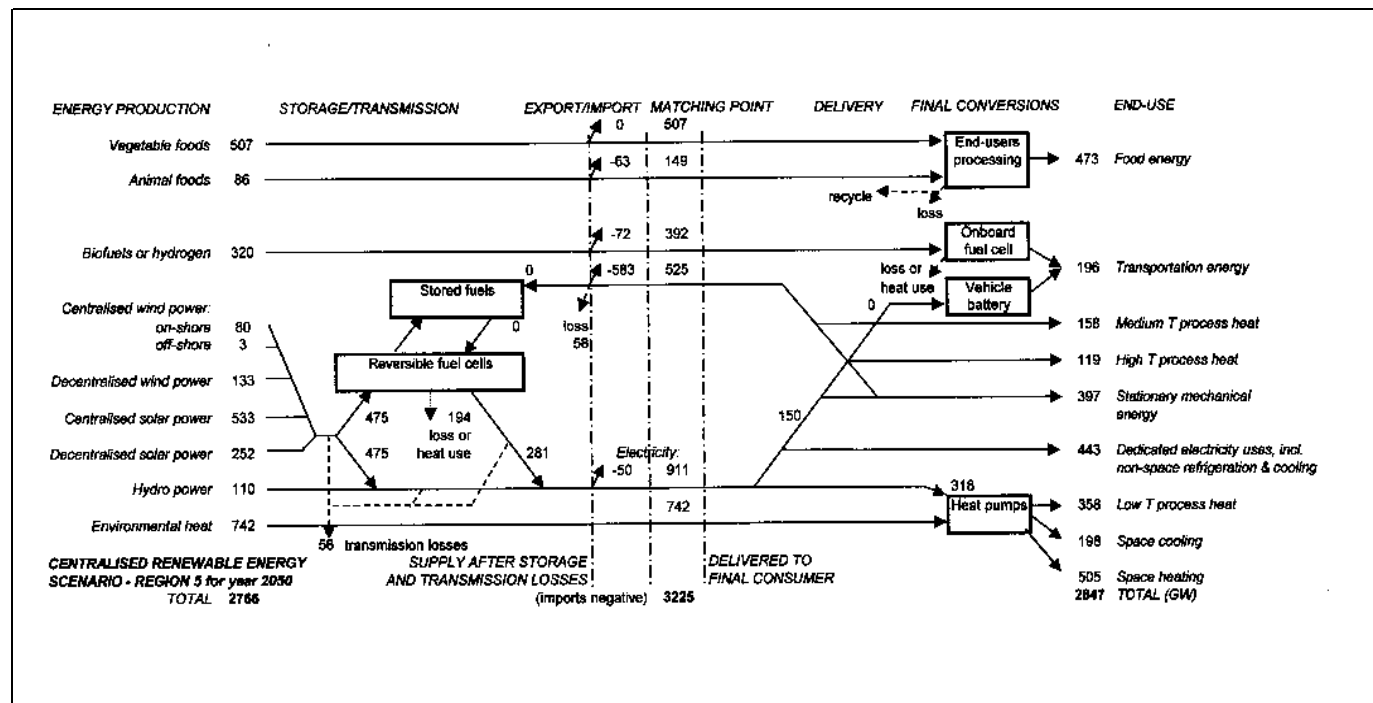 ENERGY PRODUCTION STORAGE/TRANSMISSION EXPORT/IMPORT MATCHING POINT DELIVERY FINAL CONVERSIONS END-USE
0 507
Vegetable foods 507
End-users processing
473 Food energy
-63 149
Animal foods 86
recycle
loss
-72 392
Onboard fuel cell
Biofuels or hydrogen 320
0 -583 525
loss or heat use
196 Transportation energy
Stored fuels
0
Vehicle battery
Centralised wind power:
on-shore 80
off-shore 3
0
loss
58
158 Medium T process heat
Reversible fuel cells
119 High T process heat
Decentralised wind power 133
397 Stationary mechanical energy
Centralised solar power 533
475 194
loss or heat use
150
Decentralised solar power 252
475 281
Electricity:
-50 911
443 Dedicated electricity uses, incl. non-space refrigeration & cooling
Hydro power 110
318
742
Heat pumps
358 Low T process heat
Environmental heat 742
56 transmission losses
198 Space cooling
CENTRALISED RENEWABLE ENERGY
SCENARIO - REGION 5 for year 2050
TOTAL 2766
SUPPLY AFTER STORAGE
AND TRANSMISSION LOSSES
(imports negative) 3225
DELIVERED TO
FINAL CONSUMER
505 Space heating
2847 TOTAL (GW)